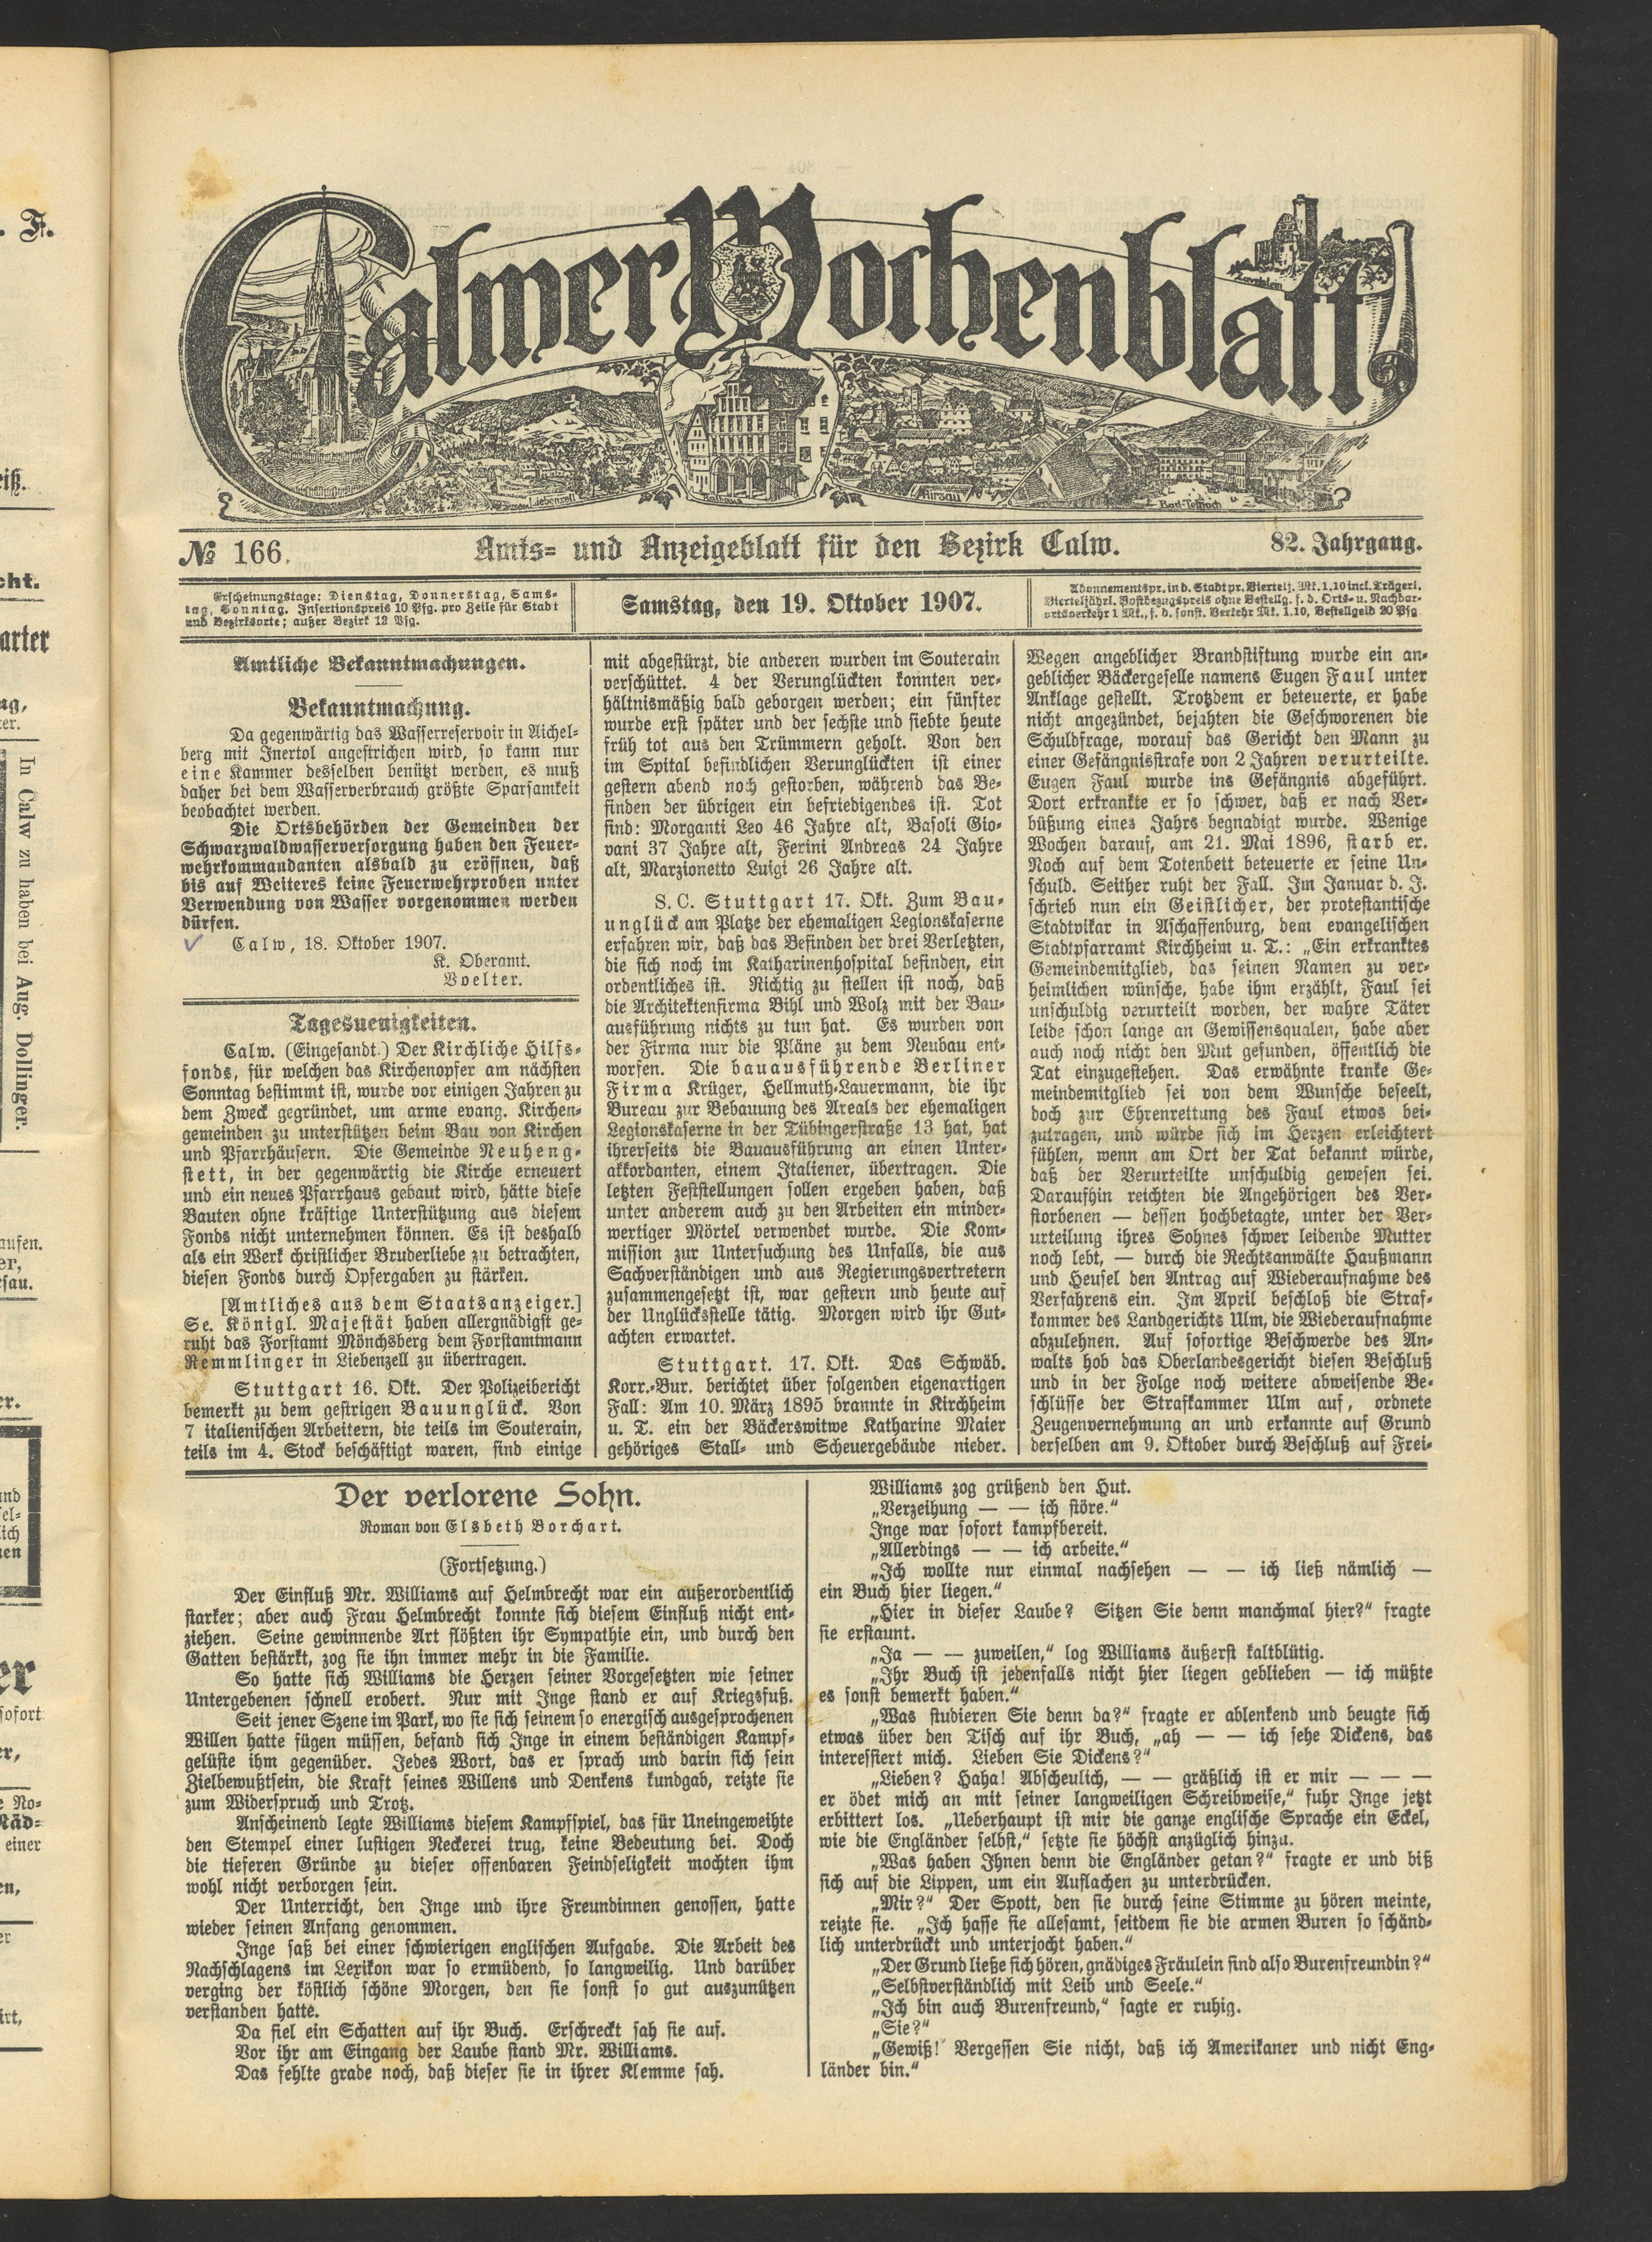 Calwer Wochenblatt
Liebenzell
Rathaus
Hirsau
Bad-Teinach
Zavelstein
№ 166.
Amts- und Anzeigeblatt für den Bezirk Calw.
82. Jahrgang.
Erscheinungstage: Dienstag, Donnerstag, Sams-
tag, Sonntag. Insertionspreis 10 Pfg. pro Zeile für Stadt
und Bezirksorte; außer Bezirk 12 Pfg.
Samstag, den 19. Oktober 1907.
Abonnementspr. in d. Stadt pr. Viertelj. Mk. 1.10 incl. Trägerl.
Vierteljährl. Postbezugspreis ohne Bestellg. f. d. Orts- u. Nachbar-
ortsverkehr 1 Mk., f. d. sonst. Verkehr Mk. 1.10, Bestellgeld 20 Pfg.
Amtliche Bekanntmachungen.
Bekanntmachung.
Da gegenwärtig das Wasserreservoir in Aichel-
berg mit Inertol angestrichen wird, so kann nur
eine Kammer desselben benützt werden, es muß
daher bei dem Wasserverbrauch größte Sparsamkeit
beobachtet werden.
Die Ortsbehörden der Gemeinden der
Schwarzwaldwasserversorgung haben den Feuer-
wehrkommandanten alsbald zu eröffnen, daß
bis auf Weiteres keine Feuerwehrproben unter
Verwendung von Wasser vorgenommen werden
dürfen.
Calw, 18. Oktober 1907.
K. Oberamt.
Voelter.
Tagesneuigkeiten.
Calw. (Eingesandt.) Der Kirchliche Hilfs-
fonds, für welchen das Kirchenopfer am nächsten
Sonntag bestimmt ist, wurde vor einigen Jahren zu
dem Zweck gegründet, um arme evang. Kirchen-
gemeinden zu unterstützen beim Bau von Kirchen
und Pfarrhäusern. Die Gemeinde Neuheng-
stett, in der gegenwärtig die Kirche erneuert
und ein neues Pfarrhaus gebaut wird, hätte diese
Bauten ohne kräftige Unterstützung aus diesem
Fonds nicht unternehmen können. Es ist deshalb
als ein Werk christlicher Bruderliebe zu betrachten,
diesen Fonds durch Opfergaben zu stärken.
[Amtliches aus dem Staatsanzeiger.]
Se. Königl. Majestät haben allergnädigst ge-
ruht das Forstamt Mönchsberg dem Forstamtmann
Remmlinger in Liebenzell zu übertragen.
Stuttgart 16. Okt. Der Polizeibericht
bemerkt zu dem gestrigen Bauunglück. Von
7 italienischen Arbeitern, die teils im Souterain,
teils im 4. Stock beschäftigt waren, sind einige
mit abgestürzt, die anderen wurden im Souterain
verschüttet. 4 der Verunglückten konnten ver-
hältnismäßig bald geborgen werden; ein fünfter
wurde erst später und der sechste und siebte heute
früh tot aus den Trümmern geholt. Von den
im Spital befindlichen Verunglückten ist einer
gestern abend noch gestorben, während das Be-
finden der übrigen ein befriedigendes ist. Tot
sind: Morganti Leo 46 Jahre alt, Basoli Gio-
vani 37 Jahre alt, Ferini Andreas 24 Jahre
alt, Marzionetto Luigi 26 Jahre alt.
S. C. Stuttgart 17. Okt. Zum Bau-
unglück am Platze der ehemaligen Legionskaserne
erfahren wir, daß das Befinden der drei Verletzten,
die sich noch im Katharinenhospital befinden, ein
ordentliches ist. Richtig zu stellen ist noch, daß
die Architektenfirma Bihl und Wolz mit der Bau-
ausführung nichts zu tun hat. Es wurden von
der Firma nur die Pläne zu dem Neubau ent-
worfen. Die bauausführende Berliner
Firma Krüger, Hellmuth-Lauermann, die ihr
Bureau zur Bebauung des Areals der ehemaligen
Legionskaserne in der Tübingerstraße 13 hat, hat
ihrerseits die Bauausführung an einen Unter-
akkordanten, einem Italiener, übertragen. Die
letzten Feststellungen sollen ergeben haben, daß
unter anderem auch zu den Arbeiten ein minder-
wertiger Mörtel verwendet wurde. Die Kom-
mission zur Untersuchung des Unfalls, die aus
Sachverständigen und aus Regierungsvertretern
zusammengesetzt ist, war gestern und heute auf
der Unglücksstelle tätig. Morgen wird ihr Gut-
achten erwartet.
Stuttgart. 17. Okt. Das Schwäb.
Korr.-Bur. berichtet über folgenden eigenartigen
Fall: Am 10. März 1895 brannte in Kirchheim
u. T. ein der Bäckerswitwe Katharine Maier
gehöriges Stall- und Scheuergebäude nieder.
Wegen angeblicher Brandstiftung wurde ein an-
geblicher Bäckergeselle namens Eugen Faul unter
Anklage gestellt. Trotzdem er beteuerte, er habe
nicht angezündet, bejahten die Geschworenen die
Schuldfrage, worauf das Gericht den Mann zu
einer Gefängnisstrafe von 2 Jahren verurteilte.
Eugen Faul wurde ins Gefängnis abgeführt.
Dort erkrankte er so schwer, daß er nach Ver-
büßung eines Jahrs begnadigt wurde. Wenige
Wochen darauf, am 21. Mai 1896, starb er.
Noch auf dem Totenbett beteuerte er seine Un-
schuld. Seither ruht der Fall. Im Januar d. J.
schrieb nun ein Geistlicher, der protestantische
Stadtvikar in Aschaffenburg, dem evangelischen
Stadtpfarramt Kirchheim u. T.: „Ein erkranktes
Gemeindemitglied, das seinen Namen zu ver-
heimlichen wünsche, habe ihm erzählt, Faul sei
unschuldig verurteilt worden, der wahre Täter
leide schon lange an Gewissensqualen, habe aber
auch noch nicht den Mut gefunden, öffentlich die
Tat einzugestehen. Das erwähnte kranke Ge-
meindemitglied sei von dem Wunsche beseelt,
doch zur Ehrenrettung des Faul etwas bei-
zutragen, und würde sich im Herzen erleichtert
fühlen, wenn am Ort der Tat bekannt würde,
daß der Verurteilte unschuldig gewesen sei.
Daraufhin reichten die Angehörigen des Ver-
storbenen — dessen hochbetagte, unter der Ver-
urteilung ihres Sohnes schwer leidende Mutter
noch lebt, — durch die Rechtsanwälte Haußmann
und Heusel den Antrag auf Wiederaufnahme des
Verfahrens ein. Im April beschloß die Straf-
kammer des Landgerichts Ulm, die Wiederaufnahme
abzulehnen. Auf sofortige Beschwerde des An-
walts hob das Oberlandesgericht diesen Beschluß
und in der Folge noch weitere abweisende Be-
schlüsse der Strafkammer Ulm auf, ordnete
Zeugenvernehmung an und erkannte auf Grund
derselben am 9. Oktober durch Beschluß auf Frei-
Der verlorene Sohn.
Roman von Elsbeth Borchart.
(Fortsetzung.)
Der Einfluß Mr. Williams auf Helmbrecht war ein außerordentlich
starker; aber auch Frau Helmbrecht konnte sich diesem Einfluß nicht ent-
ziehen. Seine gewinnende Art flößten ihr Sympathie ein, und durch den
Gatten bestärkt, zog sie ihn immer mehr in die Familie.
So hatte sich Williams die Herzen seiner Vorgesetzten wie seiner
Untergebenen schnell erobert. Nur mit Inge stand er auf Kriegsfuß.
Seit jener Szene im Park, wo sie sich seinem so energisch ausgesprochenen
Willen hatte fügen müssen, befand sich Inge in einem beständigen Kampf-
gelüste ihm gegenüber. Jedes Wort, das er sprach und darin sich sein
Zielbewußtsein, die Kraft seines Willens und Denkens kundgab, reizte sie
zum Widerspruch und Trotz.
Anscheinend legte Williams diesem Kampfspiel, das für Uneingeweihte
den Stempel einer lustigen Neckerei trug, keine Bedeutung bei. Doch
die tieferen Gründe zu dieser offenbaren Feindseligkeit mochten ihm
wohl nicht verborgen sein.
Der Unterricht, den Inge und ihre Freundinnen genossen, hatte
wieder seinen Anfang genommen.
Inge saß bei einer schwierigen englischen Aufgabe. Die Arbeit des
Nachschlagens im Lexikon war so ermüdend, so langweilig. Und darüber
verging der köstlich schöne Morgen, den sie sonst so gut auszunützen
verstanden hatte.
Da fiel ein Schatten auf ihr Buch. Erschreckt sah sie auf.
Vor ihr am Eingang der Laube stand Mr. Williams.
Das fehlte grade noch, daß dieser sie in ihrer Klemme sah.
Williams zog grüßend den Hut.
„Verzeihung — — ich störe.“
Inge war sofort kampfbereit.
„Allerdings — — ich arbeite.“
„Ich wollte nur einmal nachsehen — — ich ließ nämlich —
ein Buch hier liegen.“
„Hier in dieser Laube? Sitzen Sie denn manchmal hier?“ fragte
sie erstaunt.
„Ja — — zuweilen,“ log Williams äußerst kaltblütig.
„Ihr Buch ist jedenfalls nicht hier liegen geblieben — ich müßte
es sonst bemerkt haben.“
„Was studieren Sie denn da?“ fragte er ablenkend und beugte sich
etwas über den Tisch auf ihr Buch, „ah — — ich sehe Dickens, das
interessiert mich. Lieben Sie Dickens?“
„Lieben? Haha! Abscheulich, — — gräßlich ist er mir — — —
er ödet mich an mit seiner langweiligen Schreibweise,“ fuhr Inge jetzt
erbittert los. „Ueberhaupt ist mir die ganze englische Sprache ein Eckel,
wie die Engländer selbst,“ setzte sie höchst anzüglich hinzu.
„Was haben Ihnen denn die Engländer getan?“ fragte er und biß
sich auf die Lippen, um ein Auflachen zu unterdrücken.
„Mir?“ Der Spott, den sie durch seine Stimme zu hören meinte,
reizte sie. „Ich hasse sie allesamt, seitdem sie die armen Buren so schänd-
lich unterdrückt und unterjocht haben.“
„Der Grund ließe sich hören, gnädiges Fräulein sind also Burenfreundin?“
„Selbstverständlich mit Leib und Seele.“
„Ich bin auch Burenfreund,“ sagte er ruhig.
„Sie?“
„Gewiß! Vergessen Sie nicht, daß ich Amerikaner und nicht Eng-
länder bin.“
In Calw zu haben bei Aug. Dollinger.